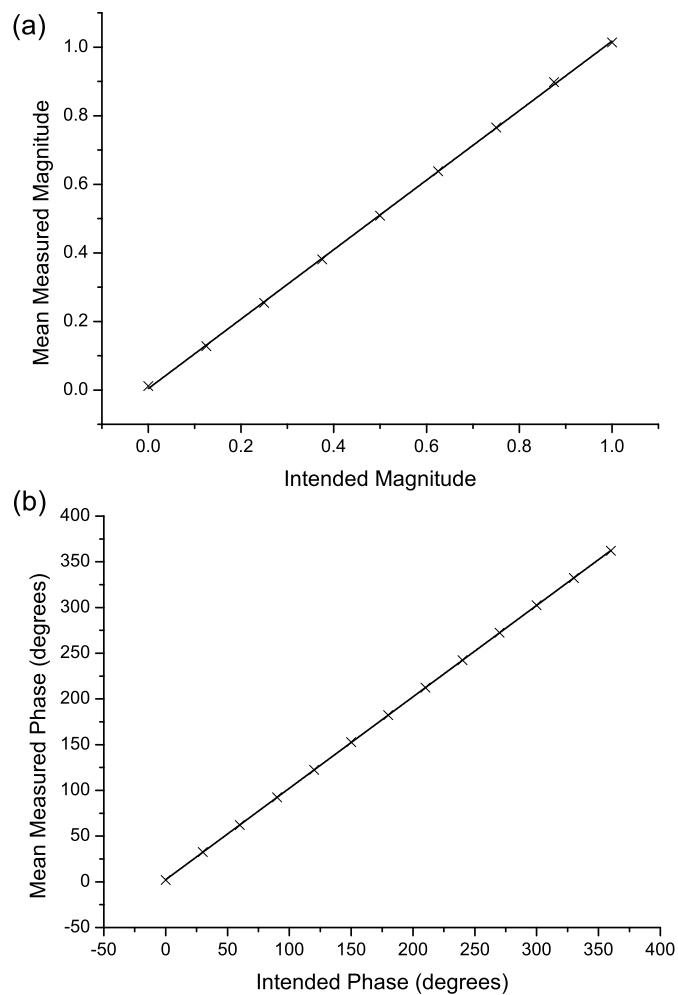 (a)
Mean Measured Magnitude
1.0
0.8
0.6
0.4
0.2
0.0
0.0 0.2 0.4 0.6 0.8 1.0
Intended Magnitude
(b)
Mean Measured Phase (degrees)
400
350
300
250
200
150
100
50
0
-50
-50 0 50 100 150 200 250 300 350 400
Intended Phase (degrees)